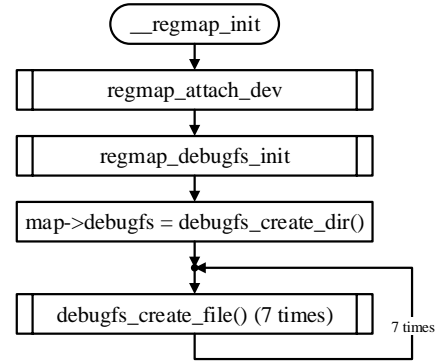 __regmap_init
regmap_attach_dev
regmap_debugfs_init
map->debugfs = debugfs_create_dir()
debugfs_create_file() (7 times)
7 times